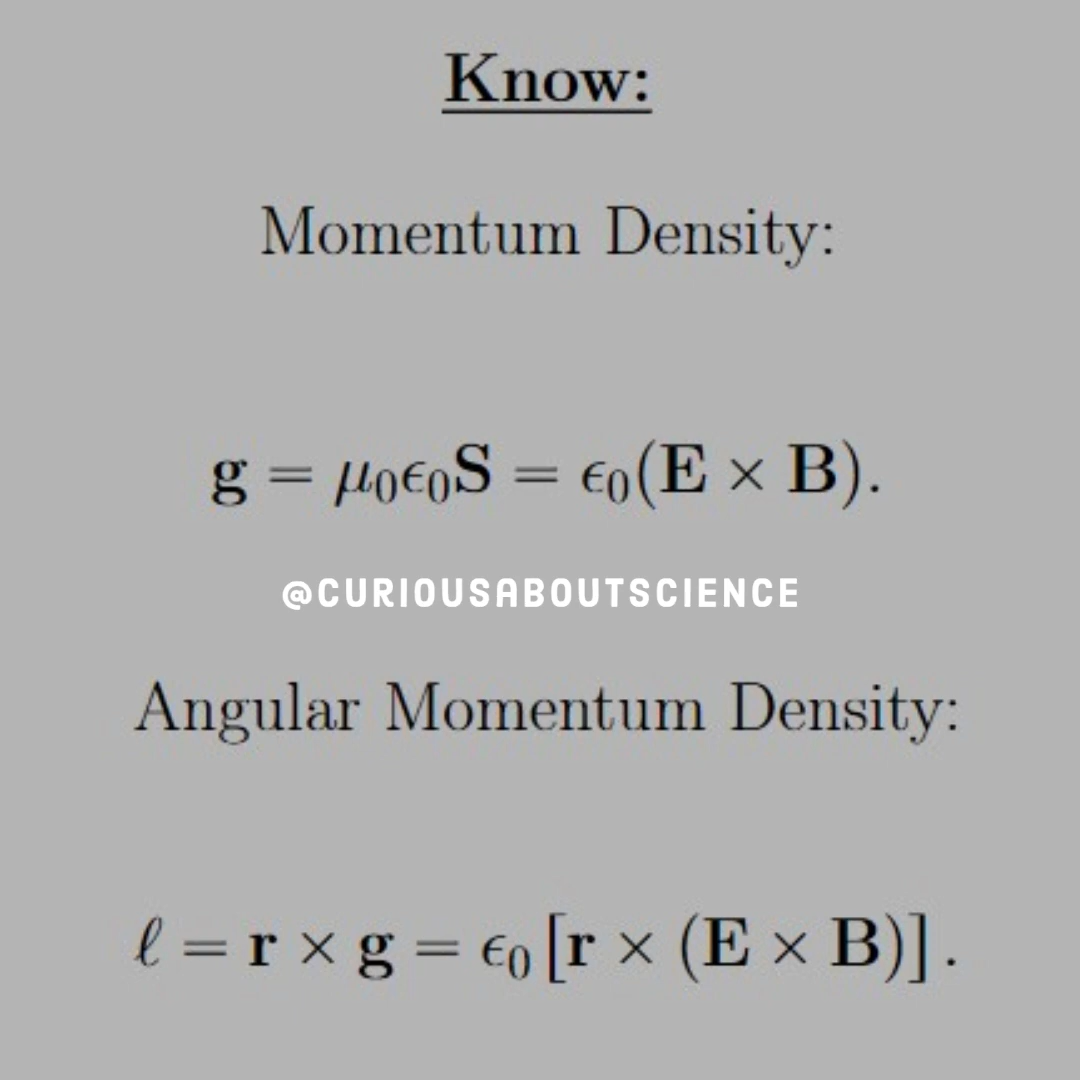 Know:
Momentum Density:
g = μ₀ϵ₀S = ϵ₀(E × B).
@CURIOUSABOUTSCIENCE
Angular Momentum Density:
ℓ = r × g = ϵ₀ [r × (E × B)] .